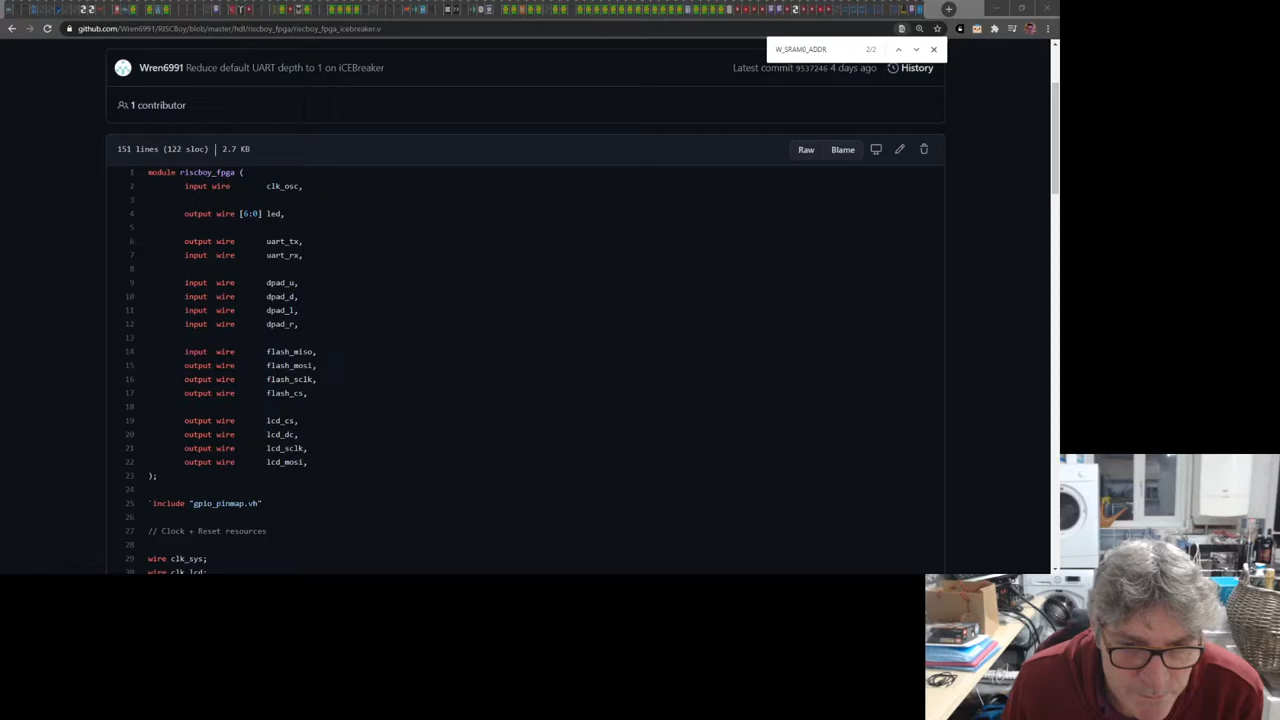 github.com/Wren6991/RISCBoy/blob/master/hdl/riscboy_fpga/riscboy_fpga_icebreaker.v
W_SRAM0_ADDR 2/2
Wren6991 Reduce default UART depth to 1 on iCEBreaker Latest commit 9537246 4 days ago History
1 contributor
151 lines (122 sloc) | 2.7 KB Raw Blame
1 module riscboy_fpga (
2 input wire clk_osc,
3
4 output wire [6:0] led,
5
6 output wire uart_tx,
7 input wire uart_rx,
8
9 input wire dpad_u,
10 input wire dpad_d,
11 input wire dpad_l,
12 input wire dpad_r,
13
14 input wire flash_miso,
15 output wire flash_mosi,
16 output wire flash_sclk,
17 output wire flash_cs,
18
19 output wire lcd_cs,
20 output wire lcd_dc,
21 output wire lcd_sclk,
22 output wire lcd_mosi,
23 );
24
25 `include "gpio_pinmap.vh"
26
27 // Clock + Reset resources
28
29 wire clk_sys;
30 wire clk_lcd;